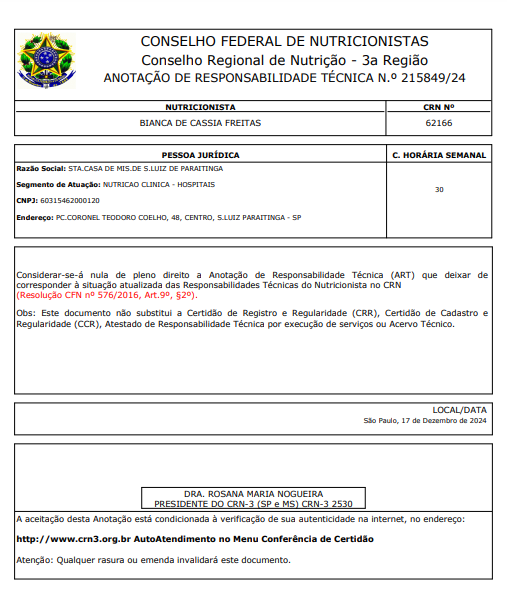 CONSELHO FEDERAL DE NUTRICIONISTAS
Conselho Regional de Nutrição - 3a Região
ANOTAÇÃO DE RESPONSABILIDADE TÉCNICA N.º 215849/24
NUTRICIONISTA
CRN Nº
BIANCA DE CASSIA FREITAS
62166
PESSOA JURÍDICA
C. HORÁRIA SEMANAL
Razão Social: STA.CASA DE MIS.DE S.LUIZ DE PARAITINGA
Segmento de Atuação: NUTRICAO CLINICA - HOSPITAIS
30
CNPJ: 60315462000120
Endereço: PC.CORONEL TEODORO COELHO, 48, CENTRO, S.LUIZ PARAITINGA - SP
Considerar-se-á nula de pleno direito a Anotação de Responsabilidade Técnica (ART) que deixar de
corresponder à situação atualizada das Responsabilidades Técnicas do Nutricionista no CRN
(Resolução CFN nº 576/2016, Art.9º, §2º).
Obs: Este documento não substitui a Certidão de Registro e Regularidade (CRR), Certidão de Cadastro e
Regularidade (CCR), Atestado de Responsabilidade Técnica por execução de serviços ou Acervo Técnico.
LOCAL/DATA
São Paulo, 17 de Dezembro de 2024
DRA. ROSANA MARIA NOGUEIRA
PRESIDENTE DO CRN-3 (SP e MS) CRN-3 2530
A aceitação desta Anotação está condicionada à verificação de sua autenticidade na internet, no endereço:
http://www.crn3.org.br AutoAtendimento no Menu Conferência de Certidão
Atenção: Qualquer rasura ou emenda invalidará este documento.